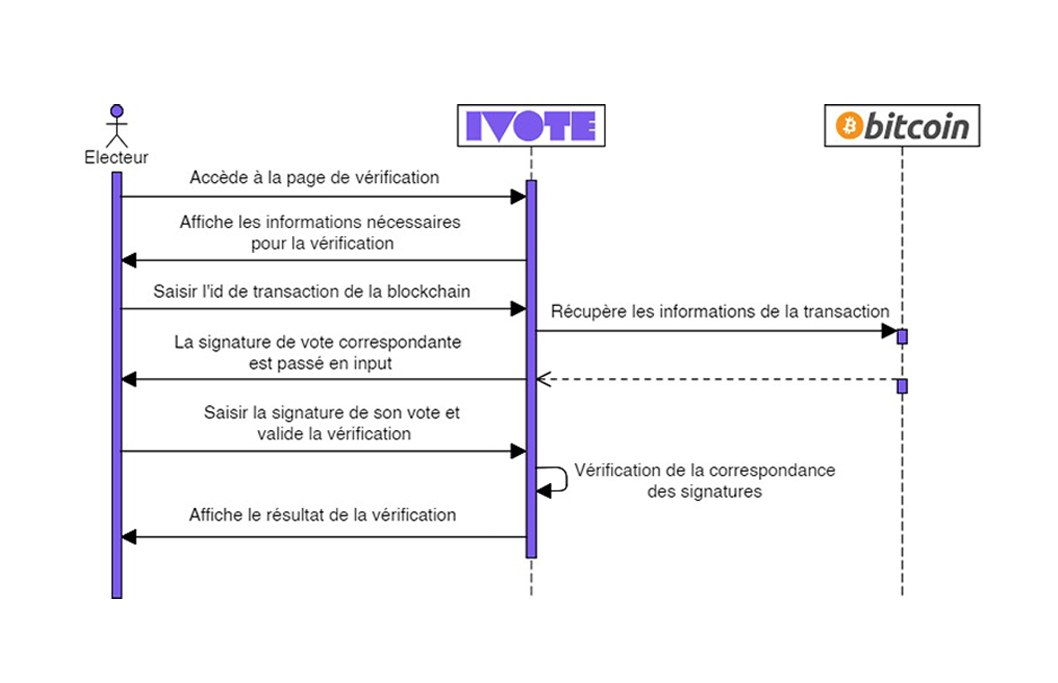 IVOTE
bitcoin
Electeur
Accède à la page de vérification
Affiche les informations nécessaires
pour la vérification
Saisir l'id de transaction de la blockchain
Récupère les informations de la transaction
La signature de vote correspondante
est passé en input
Saisir la signature de son vote et
valide la vérification
Vérification de la correspondance
des signatures
Affiche le résultat de la vérification